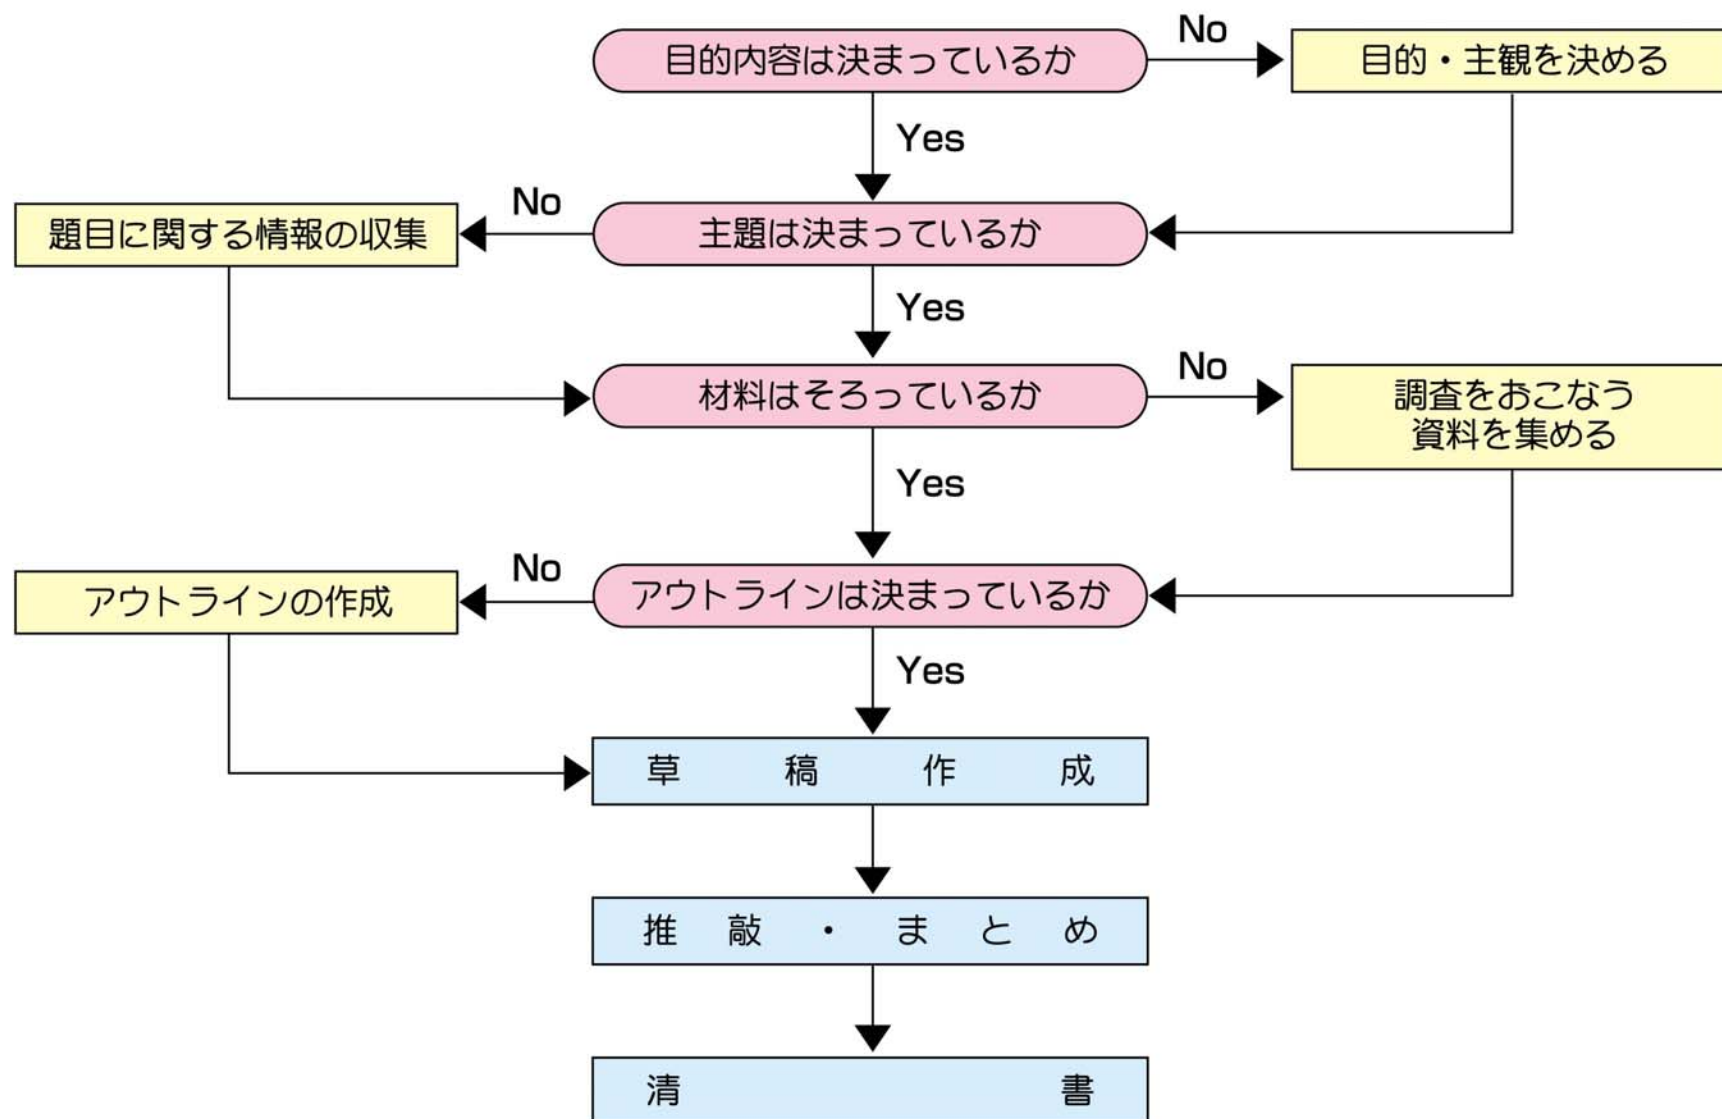 目的内容は決まっているか
No
目的・主観を決める
Yes
題目に関する情報の収集
No
主題は決まっているか
Yes
材料はそろっているか
No
調査をおこなう
資料を集める
Yes
アウトラインの作成
No
アウトラインは決まっているか
Yes
草稿作成
推敲・まとめ
清書